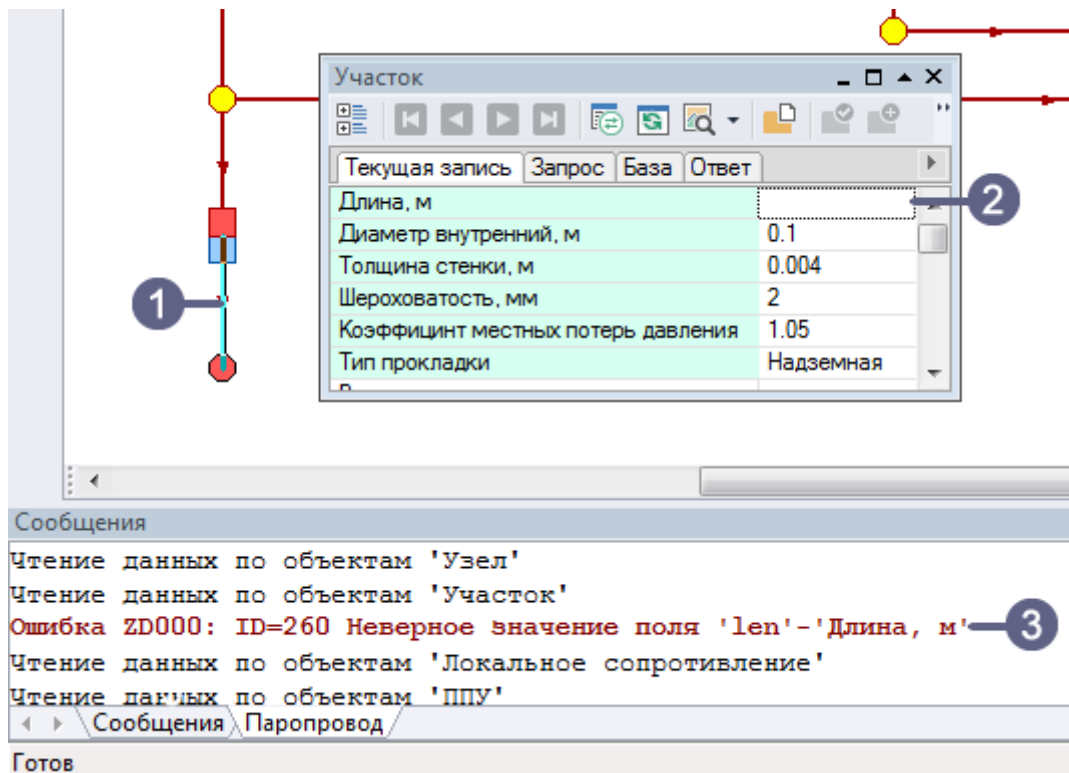 Участок
Текущая запись Запрос База Ответ
Длина, м
2
Диаметр внутренний, м 0.1
Толщина стенки, м 0.004
1
Шероховатость, мм 2
Коэффицинт местных потерь давления 1.05
Тип прокладки Надземная
Сообщения
Чтение данных по объектам 'Узел'
Чтение данных по объектам 'Участок'
Ошибка ZD000: ID=260 Неверное значение поля 'len'-'Длина, м'
3
Чтение данных по объектам 'Локальное сопротивление'
Чтение данных по объектам 'ППУ'
Сообщения Паропровод
Готов